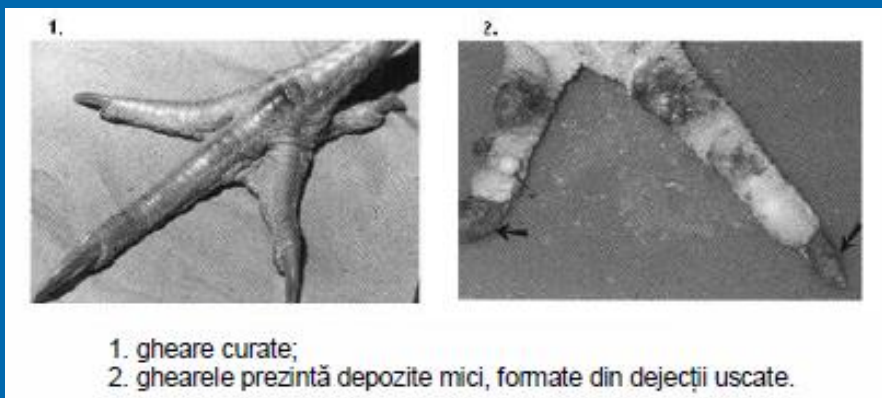 1.
2.
1. gheare curate;
2. ghearele prezintă depozite mici, formate din dejecții uscate.